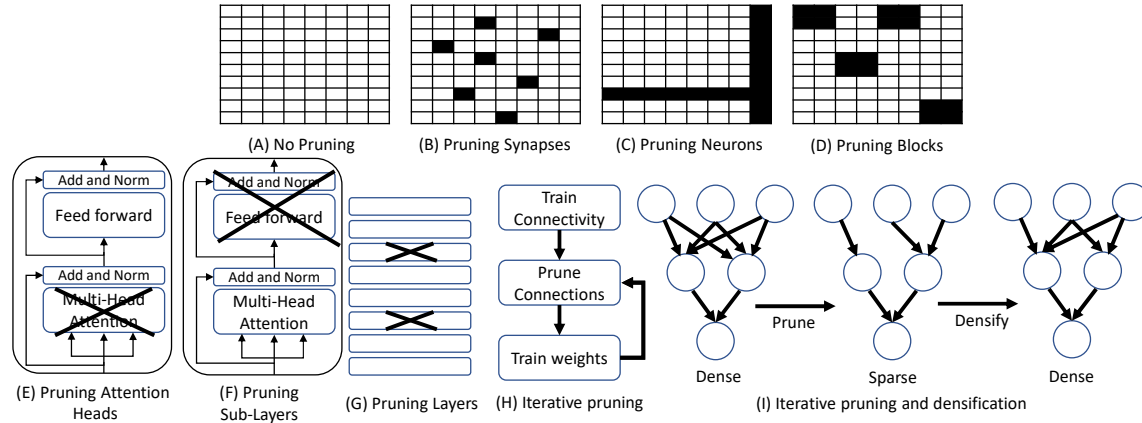 (A) No Pruning
(B) Pruning Synapses
(C) Pruning Neurons
(D) Pruning Blocks
Add and Norm
Feed forward
Add and Norm
Multi-Head
Attention
(E) Pruning Attention
Heads
Add and Norm
Feed forward
Add and Norm
Multi-Head
Attention
(F) Pruning
Sub-Layers
(G) Pruning Layers
Train
Connectivity
Prune
Connections
Train weights
(H) Iterative pruning
Dense
Prune
Sparse
Densify
Dense
(I) Iterative pruning and densification